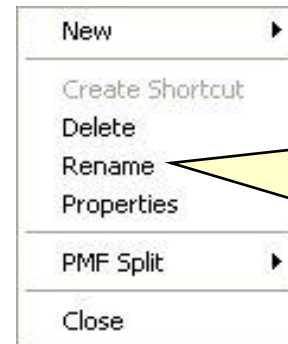 New
Create Shortcut
Delete
Rename
Properties
PMF Split
Close